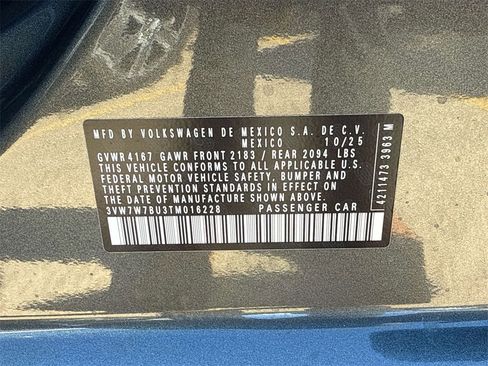 MFD BY VOLKSWAGEN DE MEXICO S.A. DE C.V.
MEXICO 10/25
GVWR 4167 GAWR FRONT 2183 / REAR 2094 LBS
THIS VEHICLE CONFORMS TO ALL APPLICABLE U.S.
FEDERAL MOTOR VEHICLE SAFETY, BUMPER AND
THEFT PREVENTION STANDARDS IN EFFECT ON
THE DATE OF MANUFACTURE SHOWN ABOVE.
3VW7W7BU3TM016228 PASSENGER CAR
4211473 3963 M